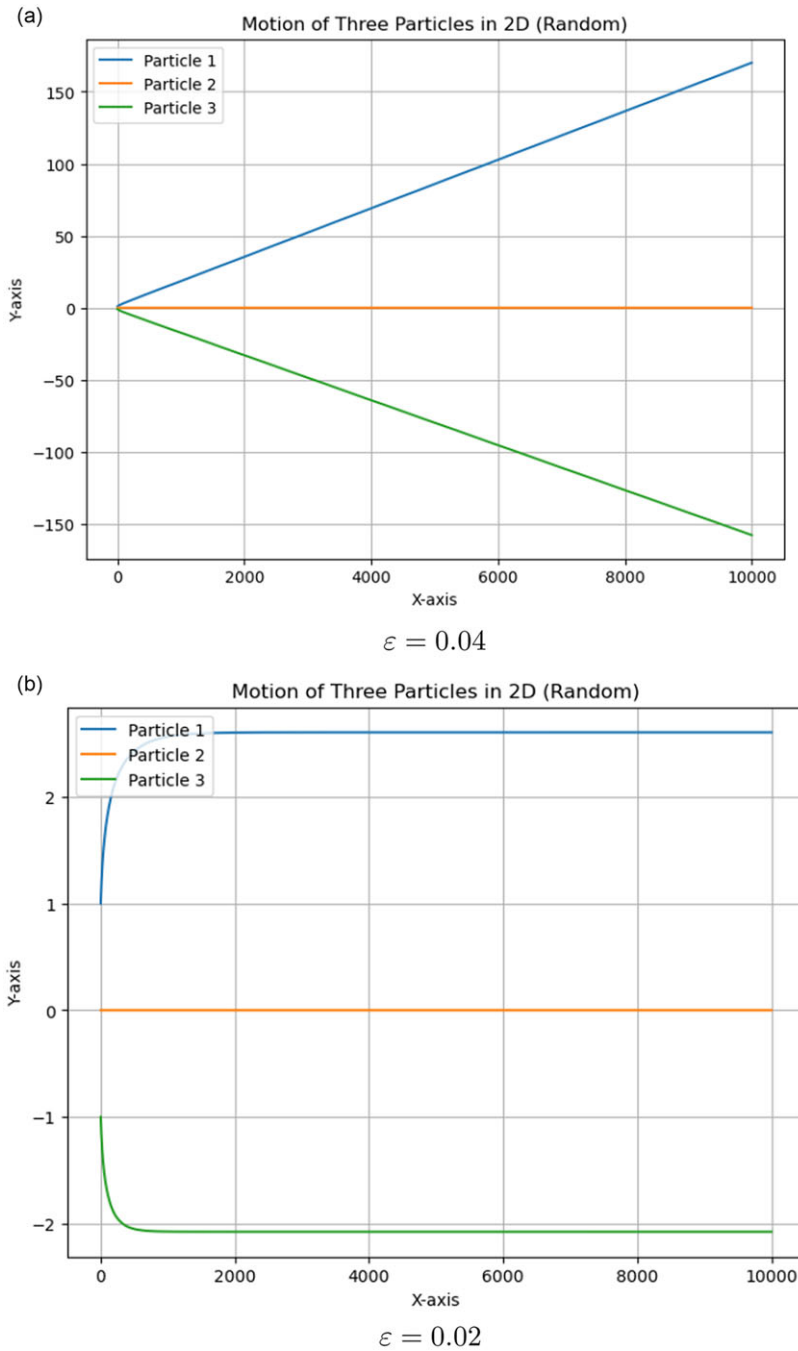 (a)
Motion of Three Particles in 2D (Random)
Particle 1
Particle 2
Particle 3
150
100
50
0
−50
−100
−150
Y-axis
0 2000 4000 6000 8000 10000
X-axis
ε = 0.04
(b)
Motion of Three Particles in 2D (Random)
Particle 1
Particle 2
Particle 3
2
1
0
−1
−2
Y-axis
0 2000 4000 6000 8000 10000
X-axis
ε = 0.02